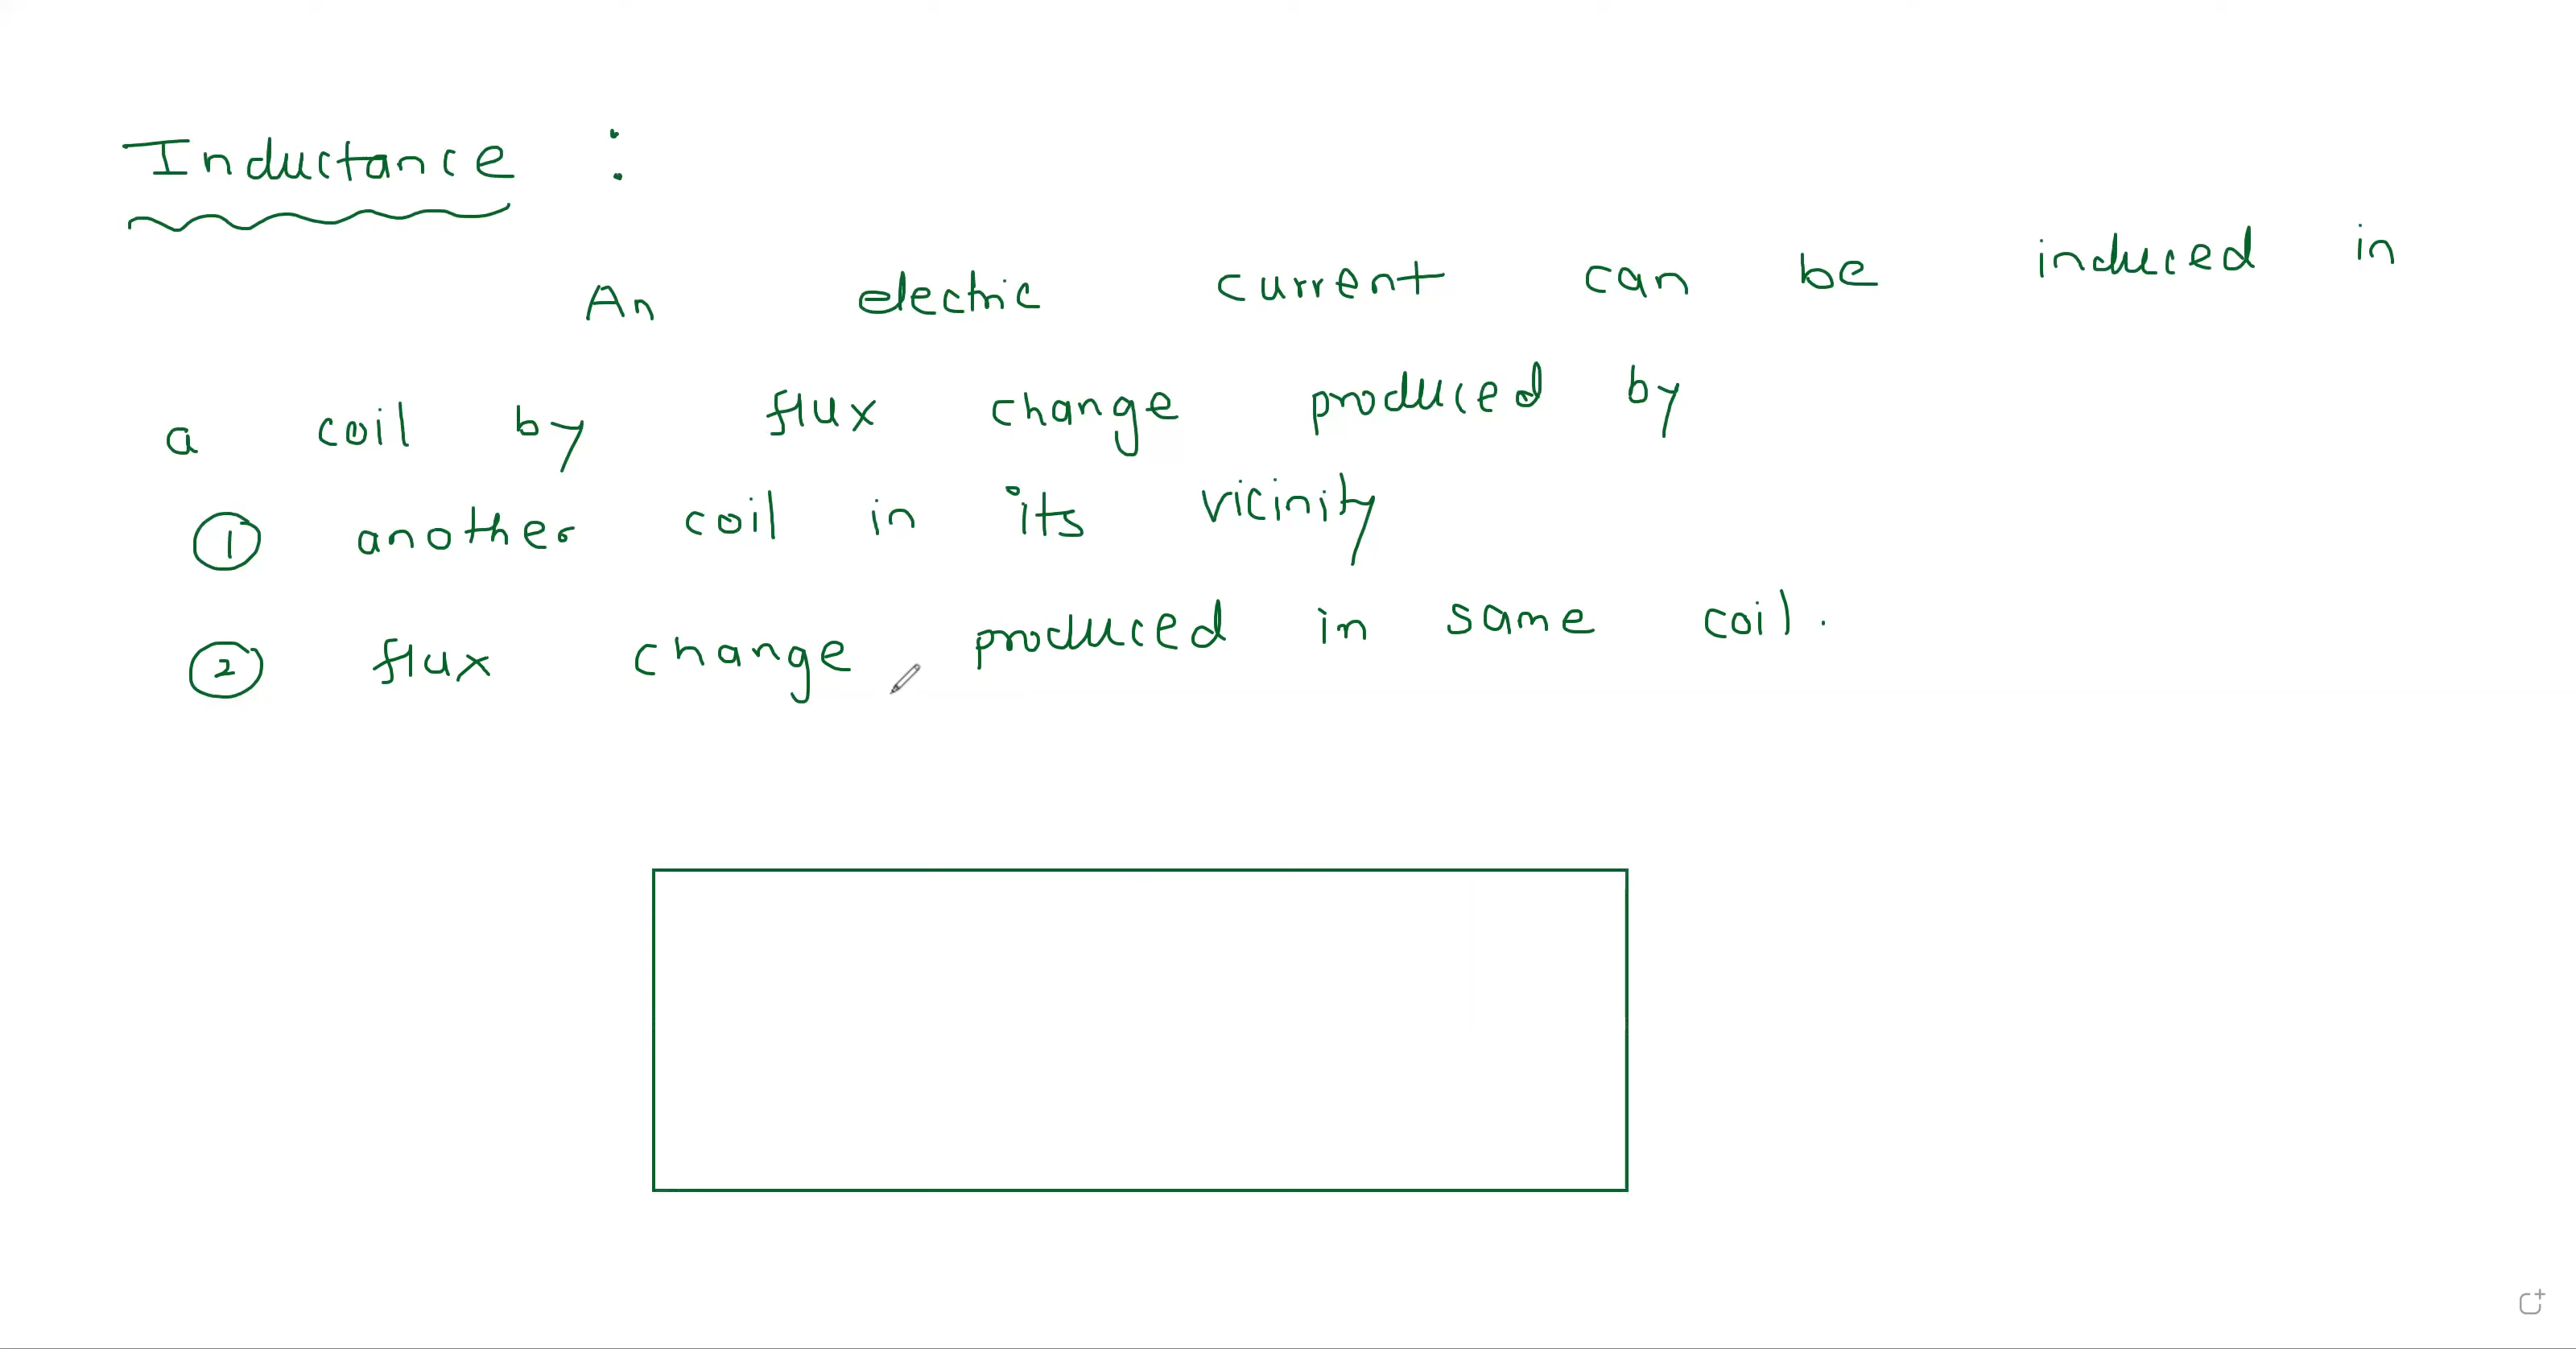 Inductance :
An electric current can be induced in
a coil by flux change produced by
① another coil in its vicinity
② flux change produced in same coil.